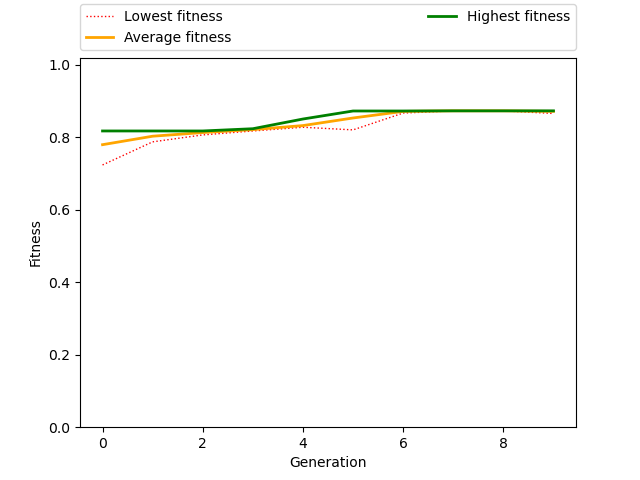 Lowest fitness
Average fitness
Highest fitness
1.0
0.8
0.6
0.4
0.2
0.0
Fitness
0 2 4 6 8
Generation